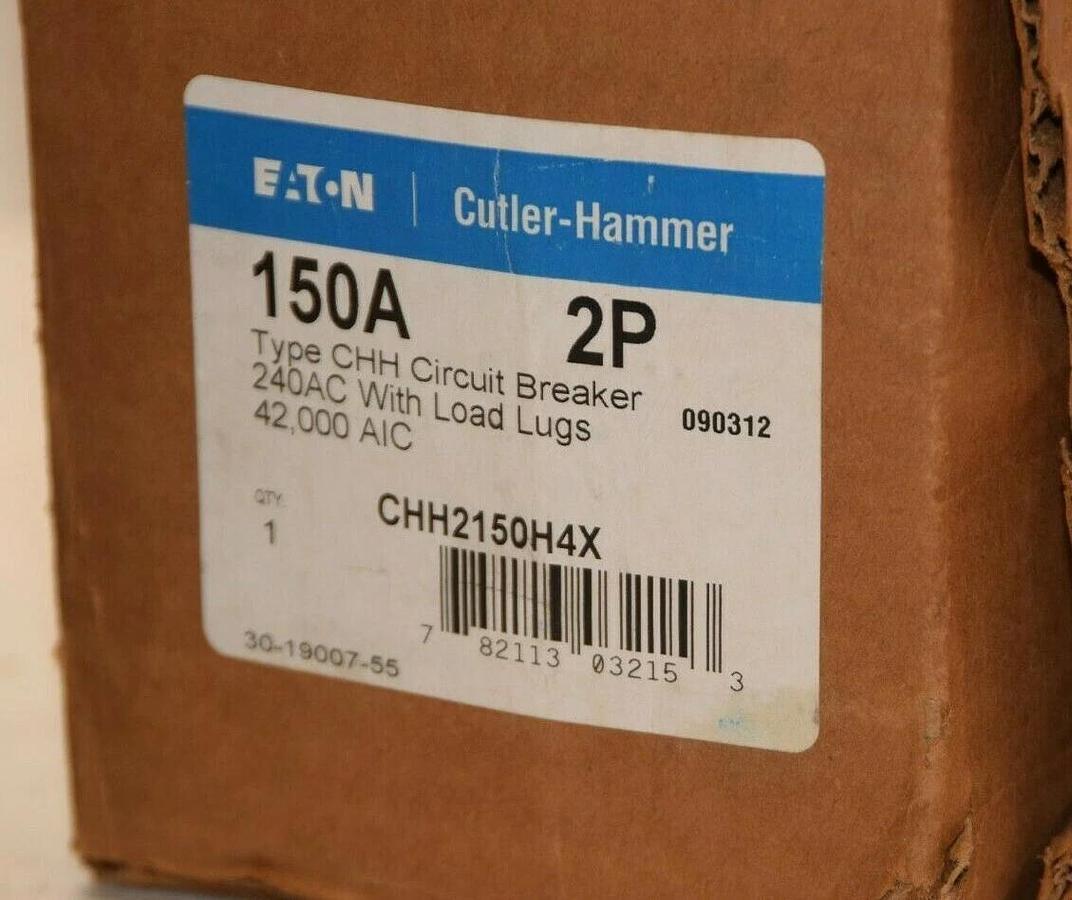 EATON | Cutler-Hammer
150A 2P
Type CHH Circuit Breaker
240AC With Load Lugs 090312
42,000 AIC
QTY.
1
CHH2150H4X
7 82113 03215 3
30-19007-55